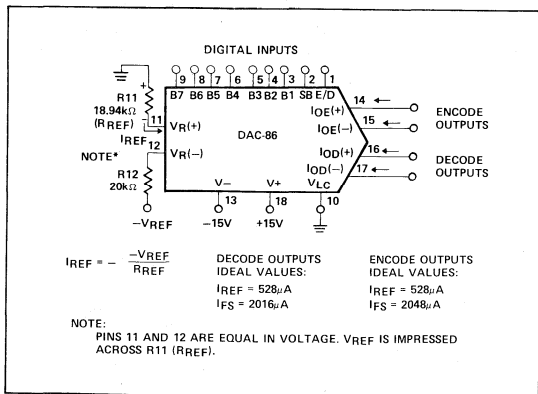 DIGITAL INPUTS
9 8 7 6 5 4 3 2 1
B7 B6 B5 B4 B3 B2 B1 SB E/D
+
R11
18.94kΩ
(RREF)
−
11
IREF
12
NOTE*
R12
20kΩ
−VREF
VR(+)
VR(−)
DAC-86
IOE(+)
IOE(−)
IOD(+)
IOD(−)
14
15
16
17
ENCODE
OUTPUTS
DECODE
OUTPUTS
V− V+ VLC
13 18 10
−15V +15V
IREF = − −VREF / RREF
DECODE OUTPUTS
IDEAL VALUES:
IREF = 528μA
IFS = 2016μA
ENCODE OUTPUTS
IDEAL VALUES:
IREF = 528μA
IFS = 2048μA
NOTE:
PINS 11 AND 12 ARE EQUAL IN VOLTAGE. VREF IS IMPRESSED
ACROSS R11 (RREF).